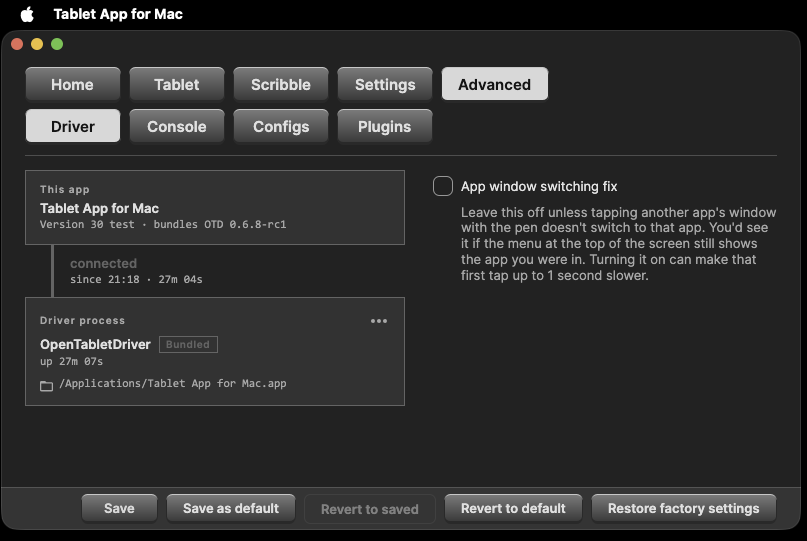 Tablet App for Mac
Home
Tablet
Scribble
Settings
Advanced
Driver
Console
Configs
Plugins
This app
Tablet App for Mac
Version 30 test · bundles OTD 0.6.8-rc1
connected
since 21:18 · 27m 04s
Driver process
•••
OpenTabletDriver
Bundled
up 27m 07s
/Applications/Tablet App for Mac.app
App window switching fix
Leave this off unless tapping another app's window
with the pen doesn't switch to that app. You'd see
it if the menu at the top of the screen still shows
the app you were in. Turning it on can make that
first tap up to 1 second slower.
Save
Save as default
Revert to saved
Revert to default
Restore factory settings